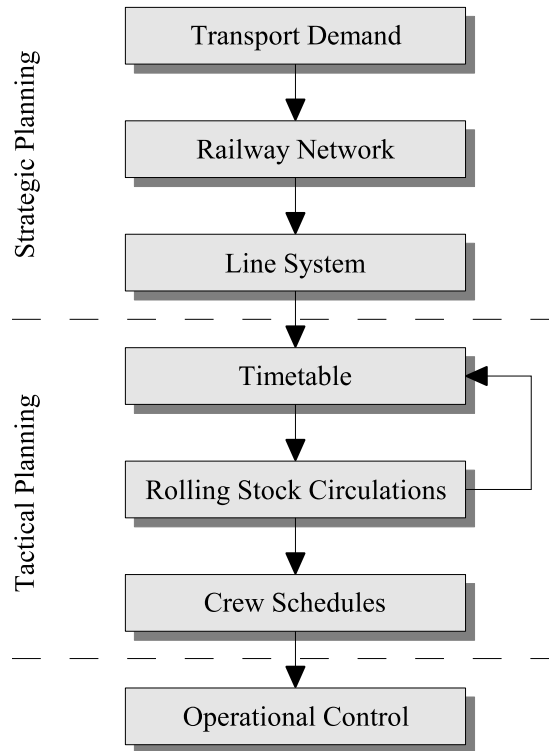 Strategic Planning
Transport Demand
Railway Network
Line System
Tactical Planning
Timetable
Rolling Stock Circulations
Crew Schedules
Operational Control